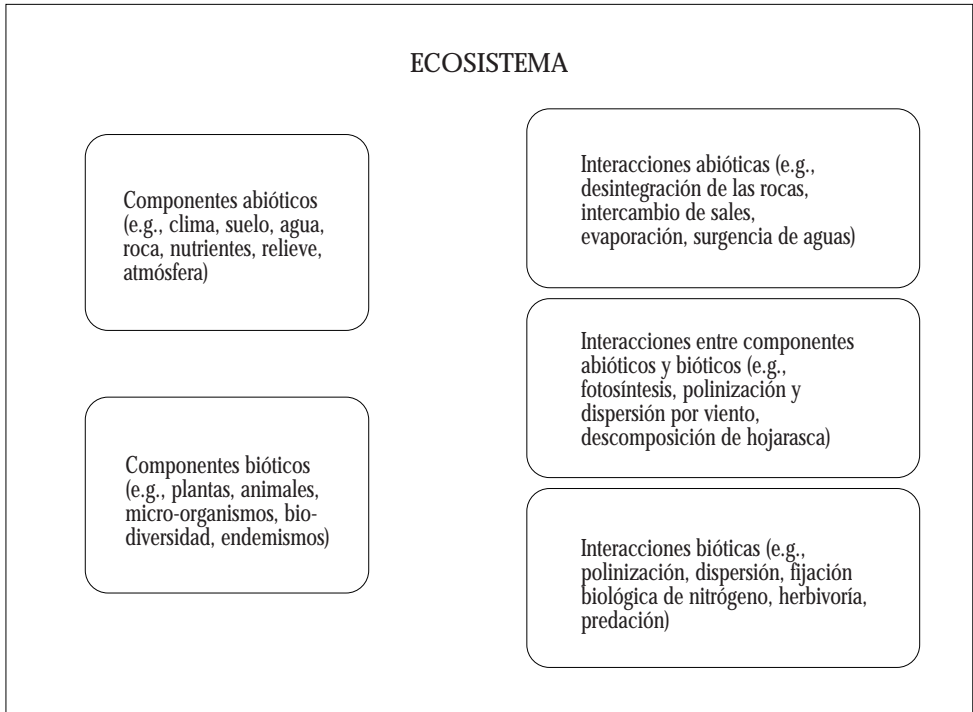 ECOSISTEMA
Componentes abióticos
(e.g., clima, suelo, agua,
roca, nutrientes, relieve,
atmósfera)
Componentes bióticos
(e.g., plantas, animales,
micro-organismos, bio-
diversidad, endemismos)
Interacciones abióticas (e.g.,
desintegración de las rocas,
intercambio de sales,
evaporación, surgencia de aguas)
Interacciones entre componentes
abióticos y bióticos (e.g.,
fotosíntesis, polinización y
dispersión por viento,
descomposición de hojarasca)
Interacciones bióticas (e.g.,
polinización, dispersión, fijación
biológica de nitrógeno, herbivoría,
predación)